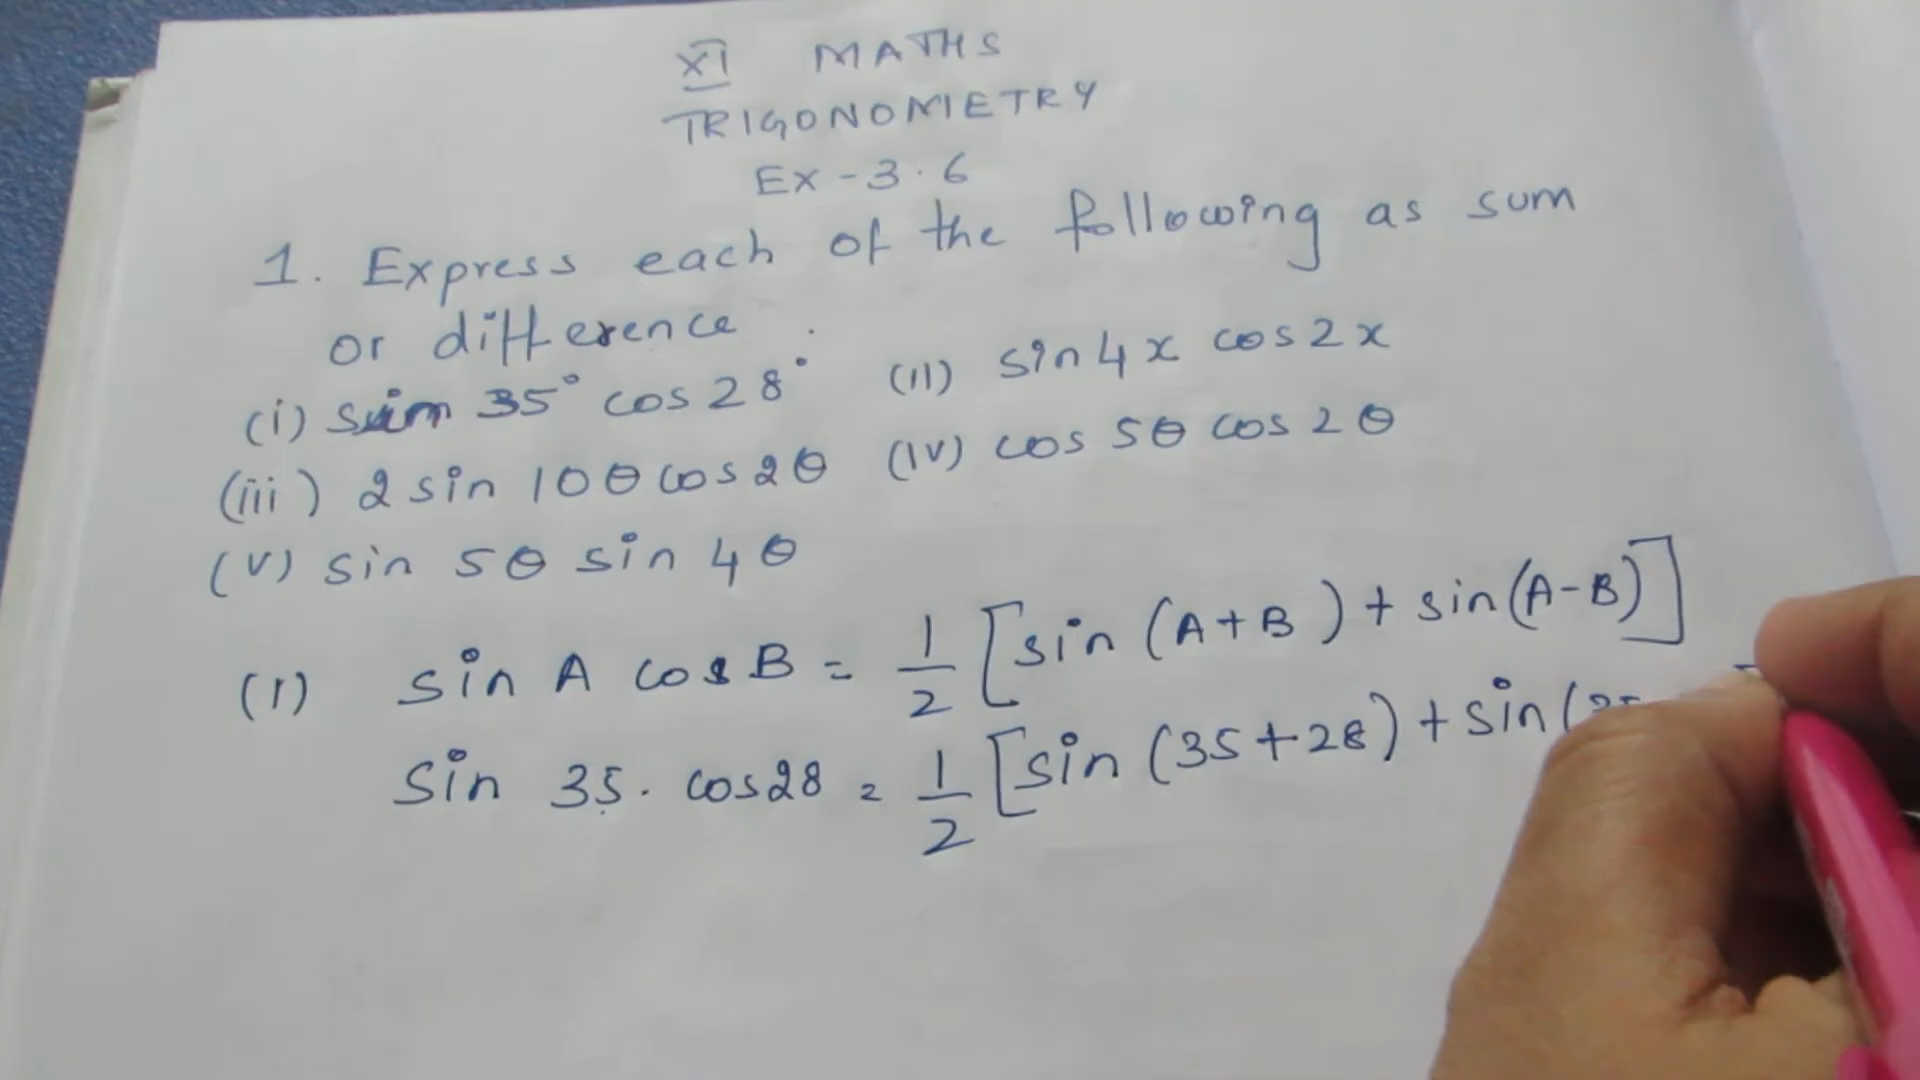 XI MATHS
TRIGONOMETRY
EX - 3.6
1. Express each of the following as sum
or difference
(i) sin 35° cos 28° (II) sin 4x cos 2x
(iii) 2 sin 10θ cos 2θ (IV) cos 5θ cos 2θ
(V) sin 5θ sin 4θ
(I) sin A cos B = 1/2 [sin (A+B) + sin (A-B)]
sin 35. cos 28 = 1/2 [sin (35+28) + sin (